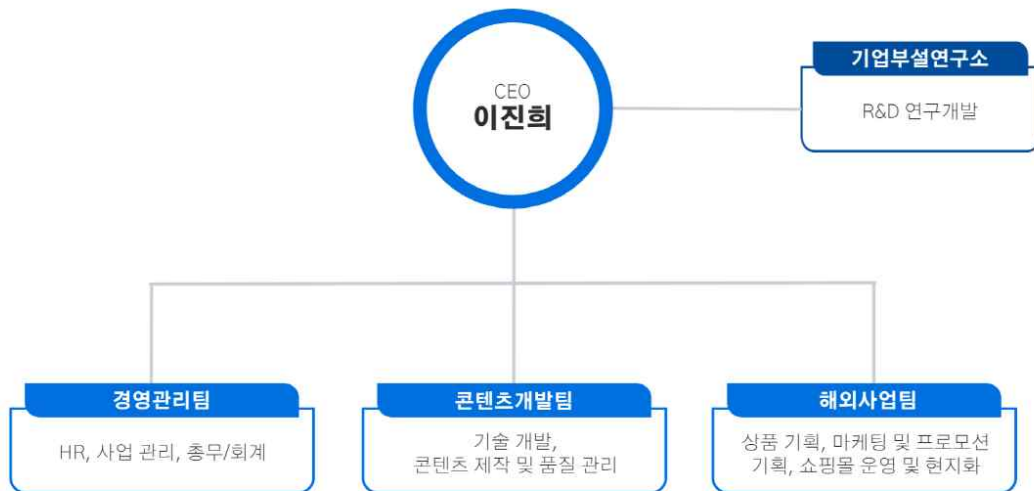 CEO
이진희
기업부설연구소
R&D 연구개발
경영관리팀
HR, 사업 관리, 총무/회계
콘텐츠개발팀
기술 개발,
콘텐츠 제작 및 품질 관리
해외사업팀
상품 기획, 마케팅 및 프로모션
기획, 쇼핑몰 운영 및 현지화